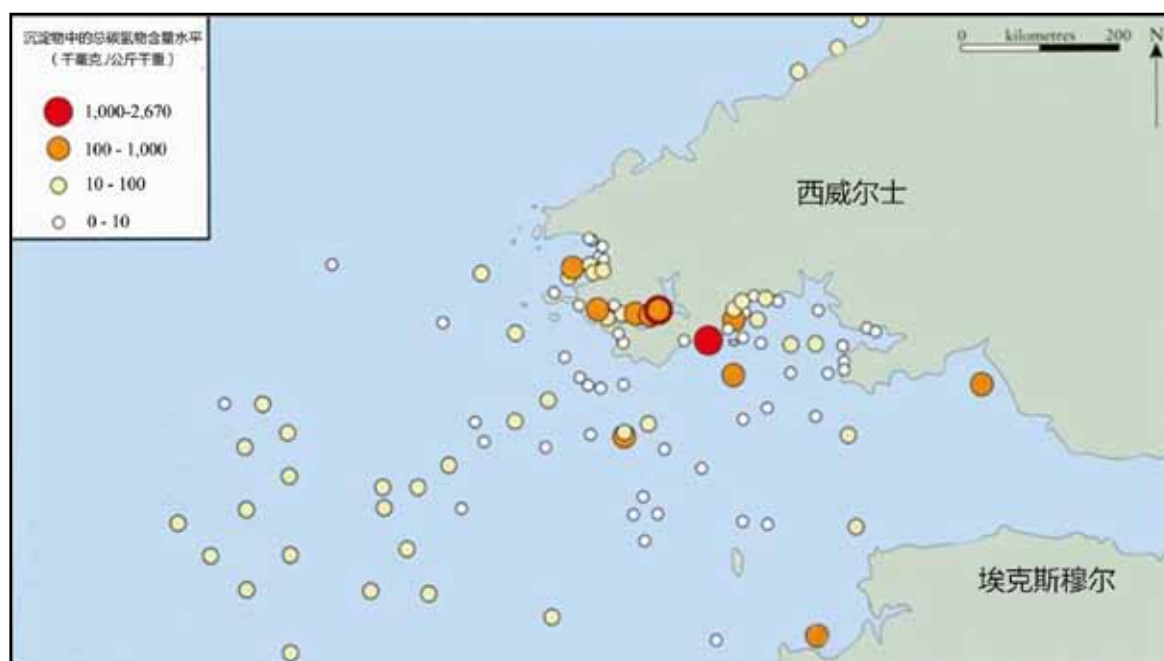 沉淀物中的总碳氢物含量水平
（千毫克/公斤干重）
1,000-2,670
100 - 1,000
10 - 100
0 - 10
0 kilometres 200
N
西威尔士
埃克斯穆尔